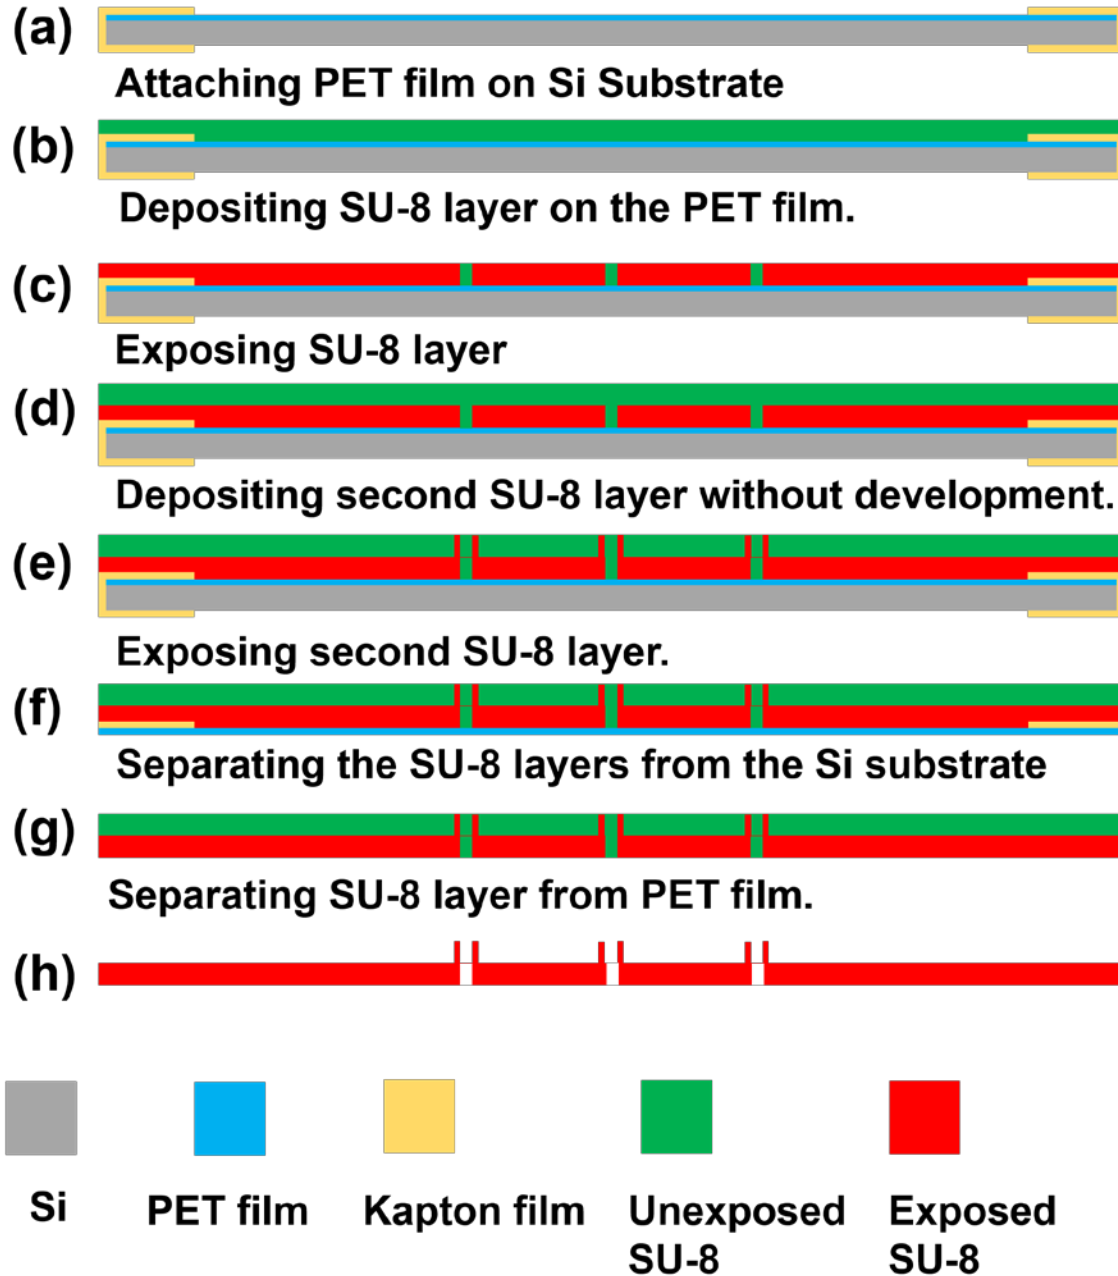 (a)
Attaching PET film on Si Substrate
(b)
Depositing SU-8 layer on the PET film.
(c)
Exposing SU-8 layer
(d)
Depositing second SU-8 layer without development.
(e)
Exposing second SU-8 layer.
(f)
Separating the SU-8 layers from the Si substrate
(g)
Separating SU-8 layer from PET film.
(h)
Si
PET film
Kapton film
Unexposed
SU-8
Exposed
SU-8